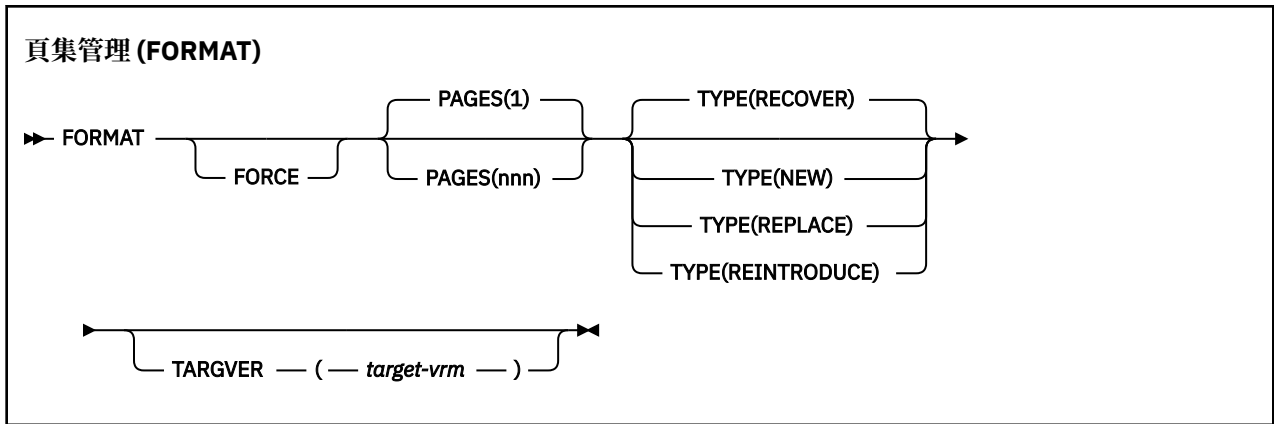 頁集管理 (FORMAT)
PAGES(1) TYPE(RECOVER)
FORMAT
FORCE PAGES(nnn) TYPE(NEW)
TYPE(REPLACE)
TYPE(REINTRODUCE)
TARGVER ( target-vrm )